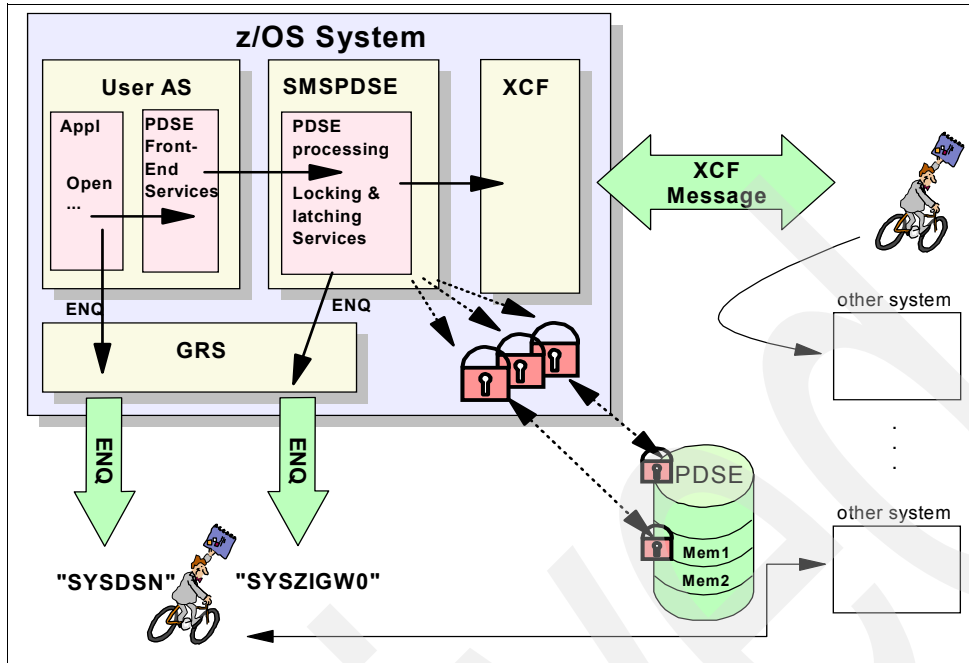 z/OS System
User AS
SMSPDSE
XCF
Appl
Open
...
PDSE
Front-
End
Services
PDSE
processing
Locking &
latching
Services
XCF
Message
ENQ
ENQ
GRS
other system
ENQ
ENQ
PDSE
other system
Mem1
Mem2
"SYSDSN"
"SYSZIGW0"